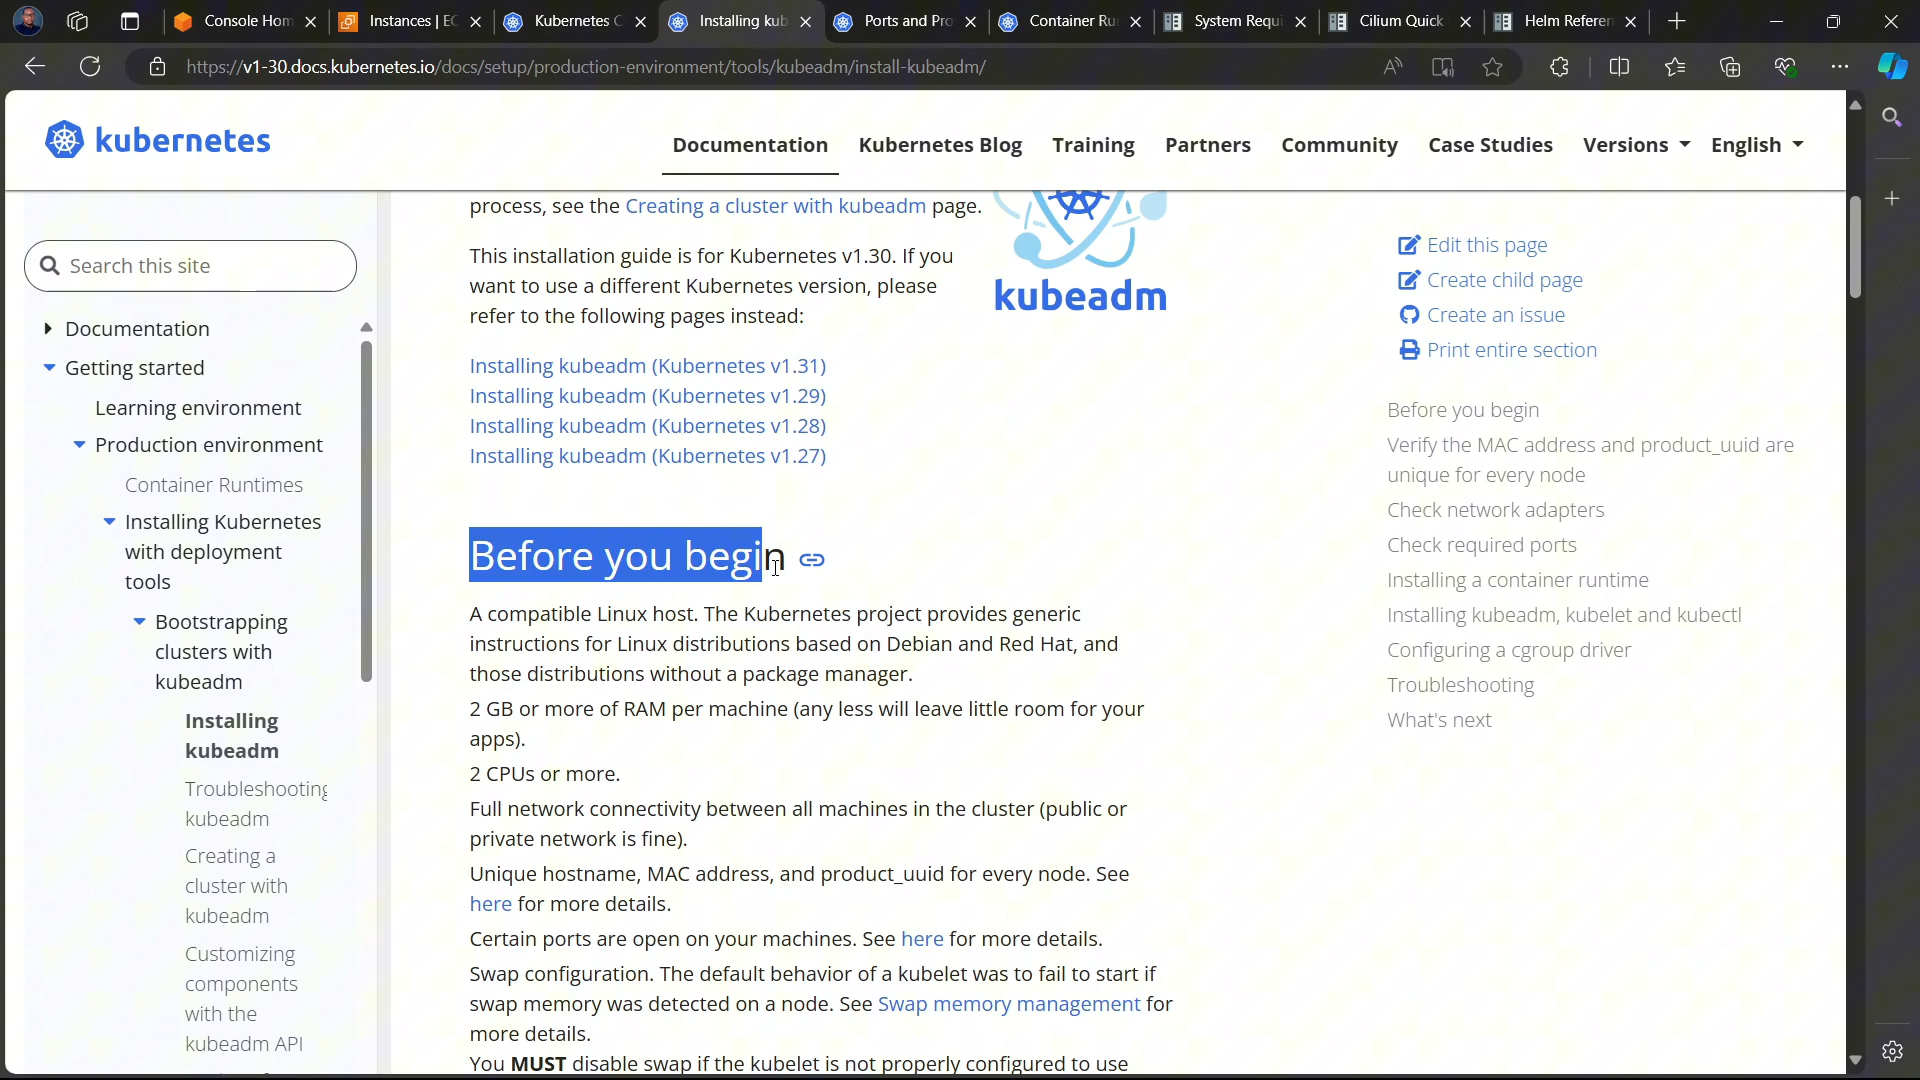 Console Hom
Instances | EC
Kubernetes C
Installing kub
Ports and Pro
Container Ru
System Requi
Cilium Quick
Helm Referen
https://v1-30.docs.kubernetes.io/docs/setup/production-environment/tools/kubeadm/install-kubeadm/
kubernetes
Documentation
Kubernetes Blog
Training
Partners
Community
Case Studies
Versions
English
Search this site
Documentation
Getting started
Learning environment
Production environment
Container Runtimes
Installing Kubernetes
with deployment
tools
Bootstrapping
clusters with
kubeadm
Installing
kubeadm
Troubleshooting
kubeadm
Creating a
cluster with
kubeadm
Customizing
components
with the
kubeadm API
process, see the Creating a cluster with kubeadm page.
This installation guide is for Kubernetes v1.30. If you
want to use a different Kubernetes version, please
refer to the following pages instead:
kubeadm
Installing kubeadm (Kubernetes v1.31)
Installing kubeadm (Kubernetes v1.29)
Installing kubeadm (Kubernetes v1.28)
Installing kubeadm (Kubernetes v1.27)
Before you begin
A compatible Linux host. The Kubernetes project provides generic
instructions for Linux distributions based on Debian and Red Hat, and
those distributions without a package manager.
2 GB or more of RAM per machine (any less will leave little room for your
apps).
2 CPUs or more.
Full network connectivity between all machines in the cluster (public or
private network is fine).
Unique hostname, MAC address, and product_uuid for every node. See
here for more details.
Certain ports are open on your machines. See here for more details.
Swap configuration. The default behavior of a kubelet was to fail to start if
swap memory was detected on a node. See Swap memory management for
more details.
You MUST disable swap if the kubelet is not properly configured to use
Edit this page
Create child page
Create an issue
Print entire section
Before you begin
Verify the MAC address and product_uuid are
unique for every node
Check network adapters
Check required ports
Installing a container runtime
Installing kubeadm, kubelet and kubectl
Configuring a cgroup driver
Troubleshooting
What's next